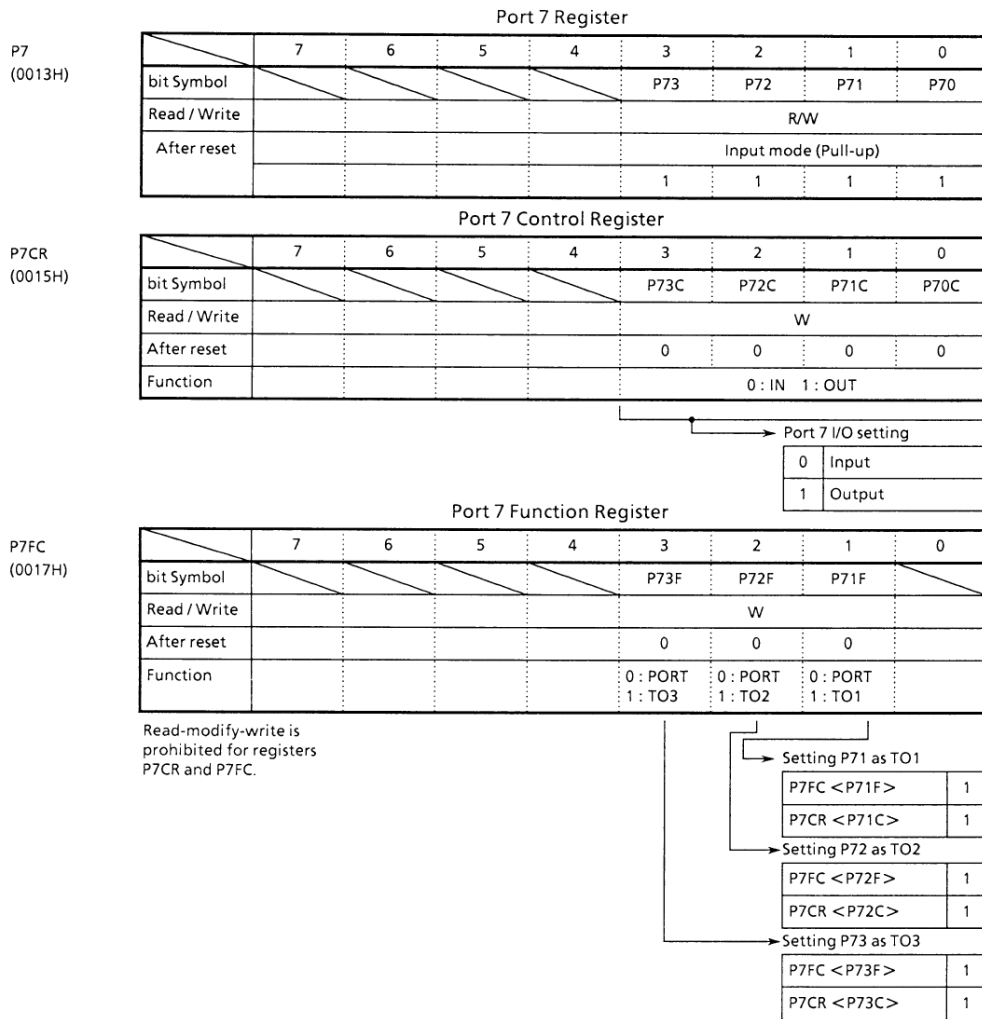 Port 7 Register
P7
(0013H)
7 6 5 4 3 2 1 0
bit Symbol P73 P72 P71 P70
Read / Write R/W
After reset Input mode (Pull-up)
1 1 1 1
Port 7 Control Register
P7CR
(0015H)
7 6 5 4 3 2 1 0
bit Symbol P73C P72C P71C P70C
Read / Write W
After reset 0 0 0 0
Function 0 : IN 1 : OUT
Port 7 I/O setting
0 Input
1 Output
Port 7 Function Register
P7FC
(0017H)
7 6 5 4 3 2 1 0
bit Symbol P73F P72F P71F
Read / Write W
After reset 0 0 0
Function 0 : PORT 0 : PORT 0 : PORT
1 : TO3 1 : TO2 1 : TO1
Read-modify-write is
prohibited for registers
P7CR and P7FC.
Setting P71 as TO1
P7FC <P71F> 1
P7CR <P71C> 1
Setting P72 as TO2
P7FC <P72F> 1
P7CR <P72C> 1
Setting P73 as TO3
P7FC <P73F> 1
P7CR <P73C> 1